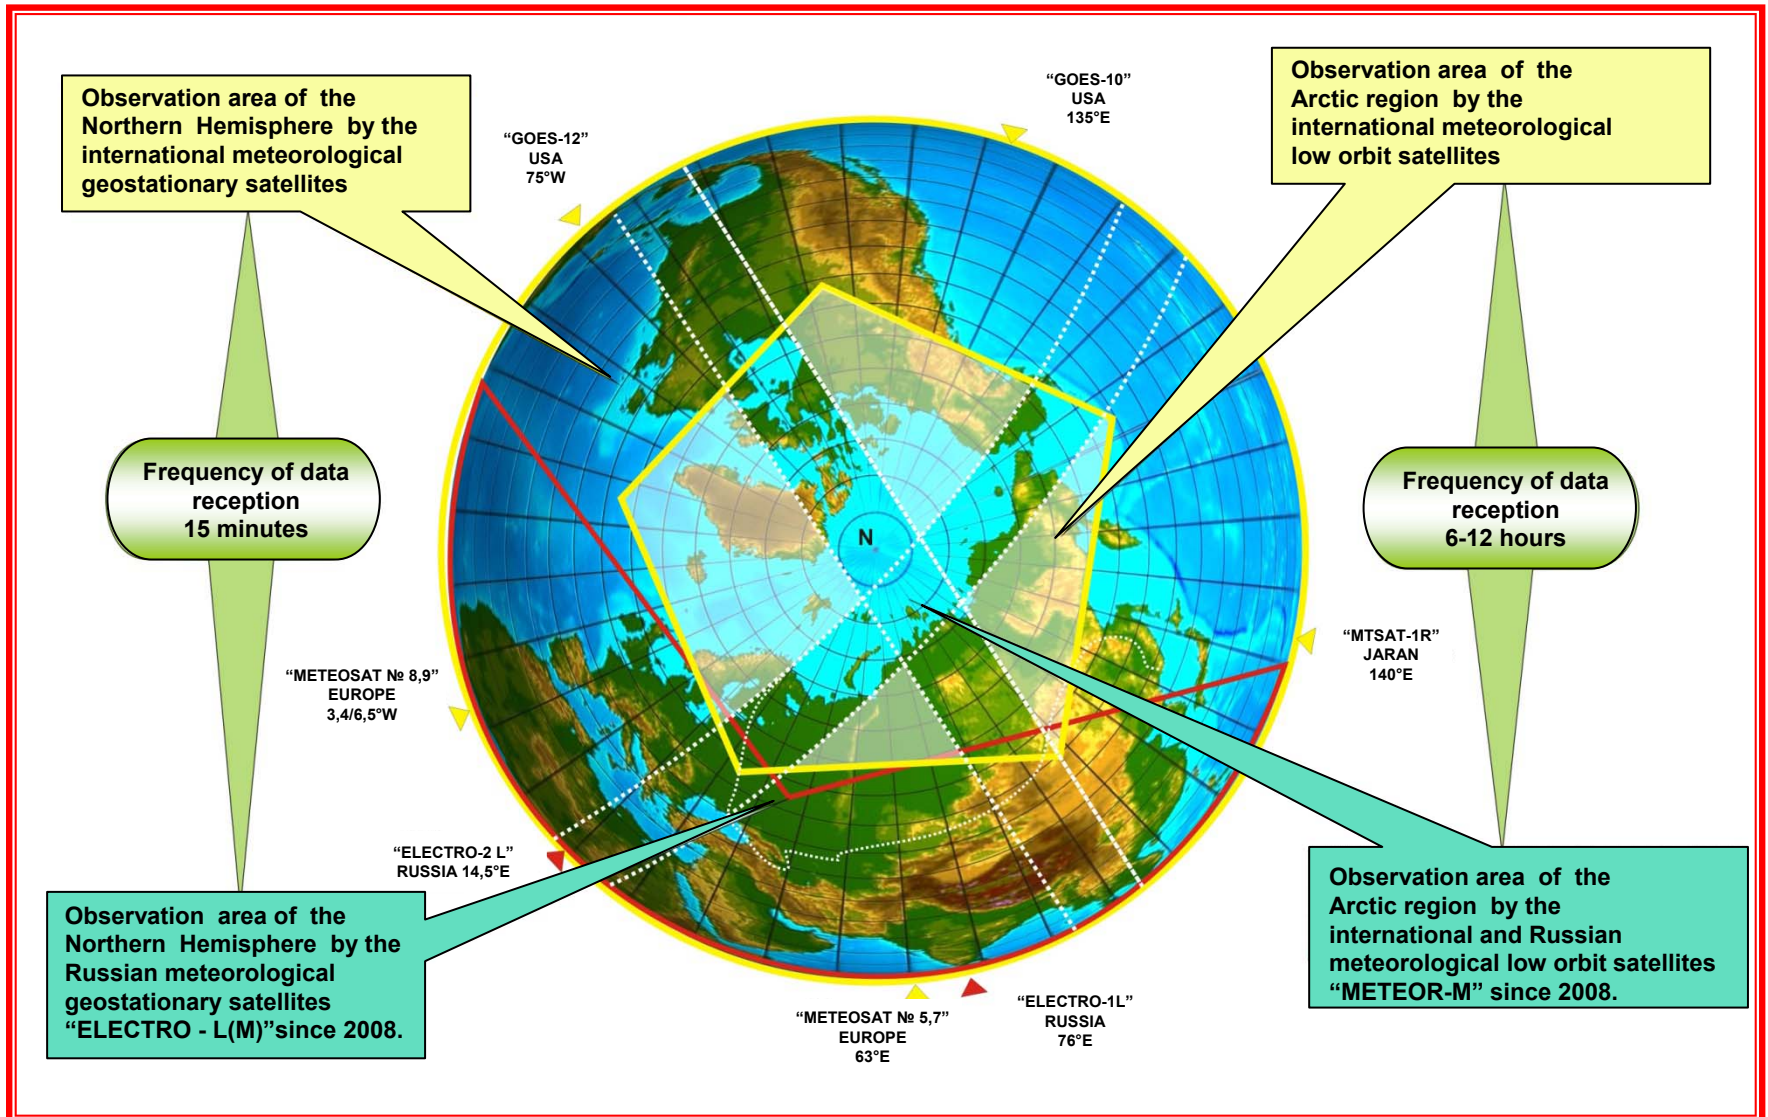 Observation area of the
Northern Hemisphere by the
international meteorological
geostationary satellites
“GOES-12”
USA
75°W
“GOES-10”
USA
135°E
Observation area of the
Arctic region by the
international meteorological
low orbit satellites
Frequency of data
reception
15 minutes
N
Frequency of data
reception
6-12 hours
“METEOSAT № 8,9”
EUROPE
3,4/6,5°W
“MTSAT-1R”
JARAN
140°E
“ELECTRO-2 L”
RUSSIA 14,5°E
Observation area of the
Northern Hemisphere by the
Russian meteorological
geostationary satellites
“ELECTRO - L(M)”since 2008.
“METEOSAT № 5,7”
EUROPE
63°E
“ELECTRO-1L”
RUSSIA
76°E
Observation area of the
Arctic region by the
international and Russian
meteorological low orbit satellites
“METEOR-M” since 2008.